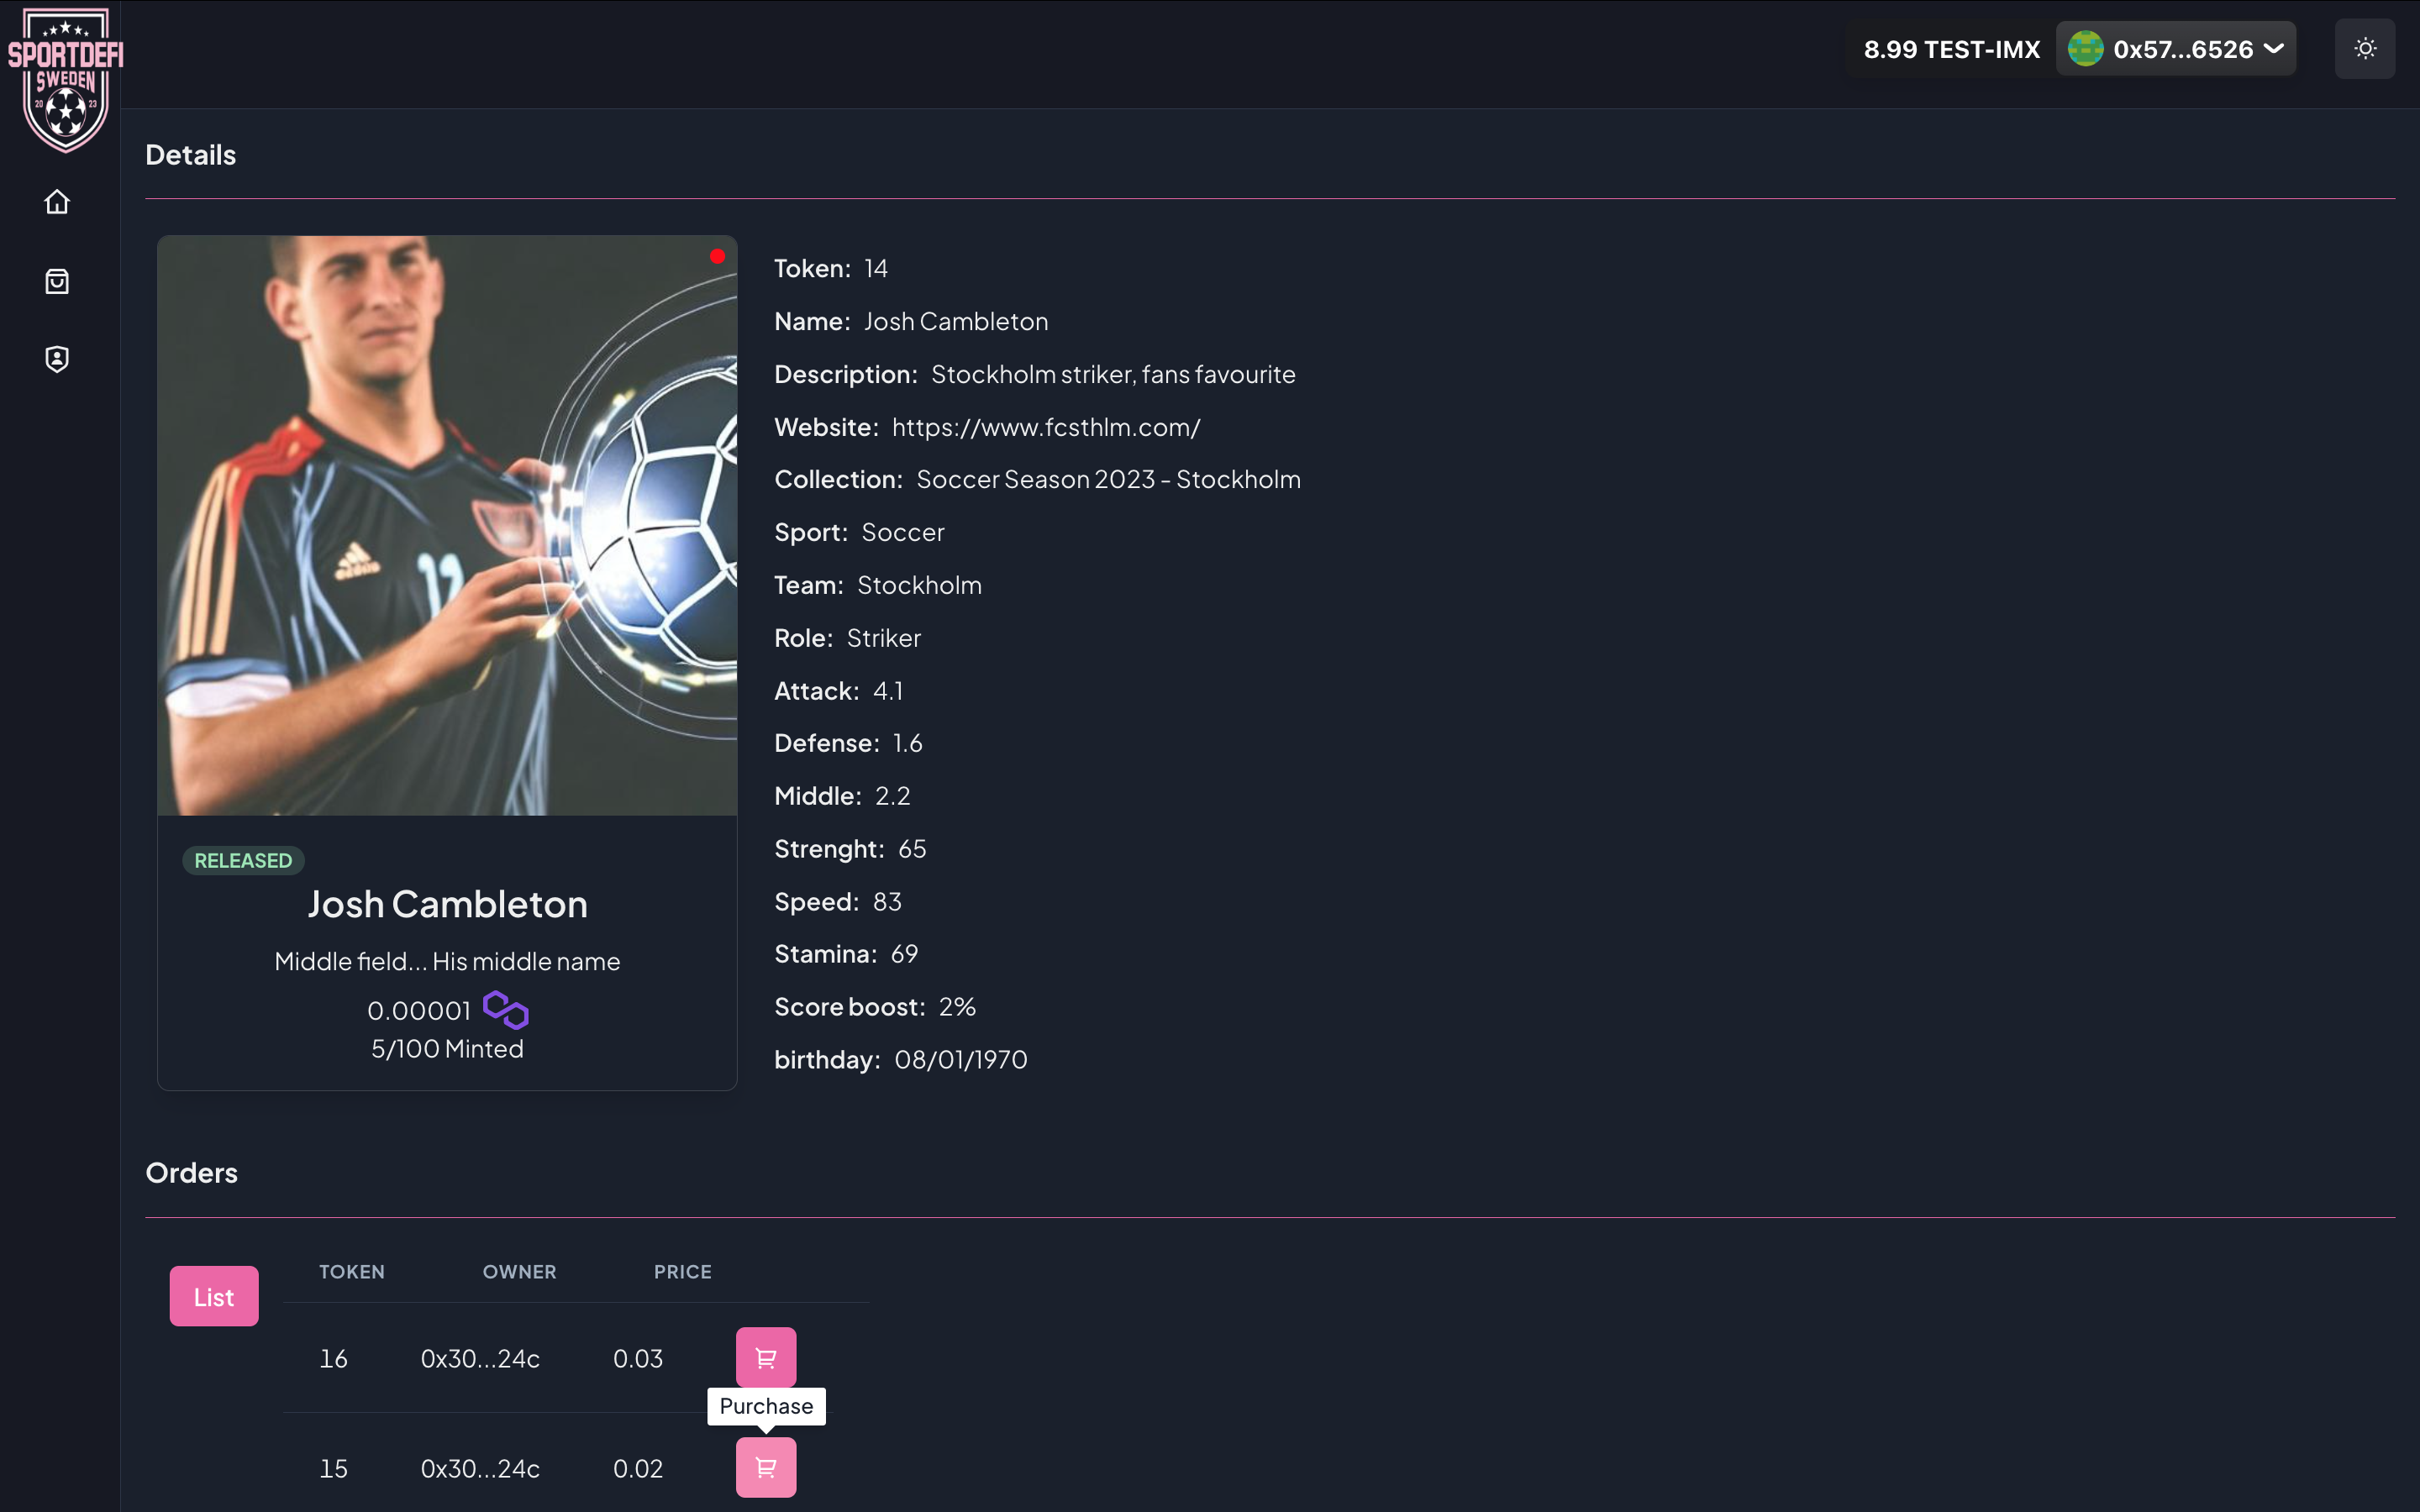 SPORTDEFI
SWEDEN
20 23
8.99 TEST-IMX
0x57...6526
Details
Token: 14
Name: Josh Cambleton
Description: Stockholm striker, fans favourite
Website: https://www.fcsthlm.com/
Collection: Soccer Season 2023 - Stockholm
Sport: Soccer
Team: Stockholm
Role: Striker
Attack: 4.1
Defense: 1.6
Middle: 2.2
Strenght: 65
Speed: 83
Stamina: 69
Score boost: 2%
birthday: 08/01/1970
adidas
RELEASED
Josh Cambleton
Middle field... His middle name
0.00001
5/100 Minted
Orders
List
TOKEN OWNER PRICE
16 0x30...24c 0.03
Purchase
15 0x30...24c 0.02